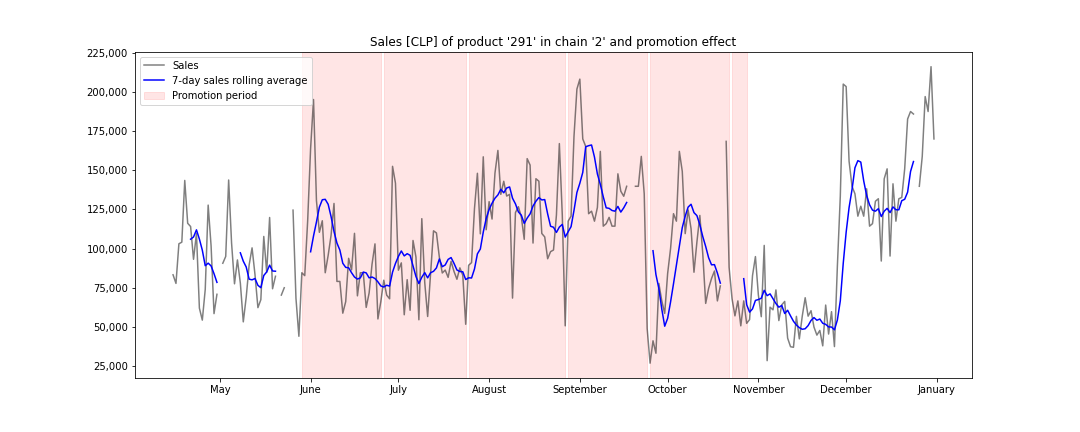 Sales [CLP] of product '291' in chain '2' and promotion effect
225,000
200,000
175,000
150,000
125,000
100,000
75,000
50,000
25,000
Sales
7-day sales rolling average
Promotion period
May June July August September October November December January